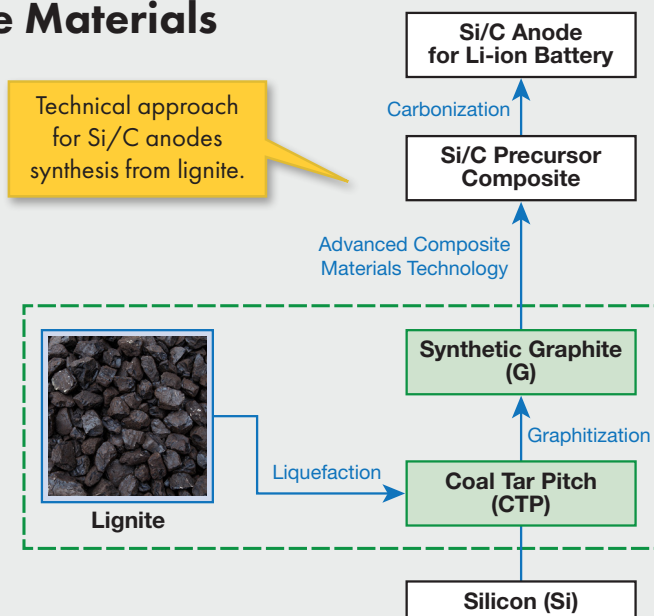 e Materials
Technical approach
for Si/C anodes
synthesis from lignite.
Si/C Anode
for Li-ion Battery
Carbonization
Si/C Precursor
Composite
Advanced Composite
Materials Technology
Synthetic Graphite
(G)
Graphitization
Liquefaction
Coal Tar Pitch
(CTP)
Lignite
Silicon (Si)